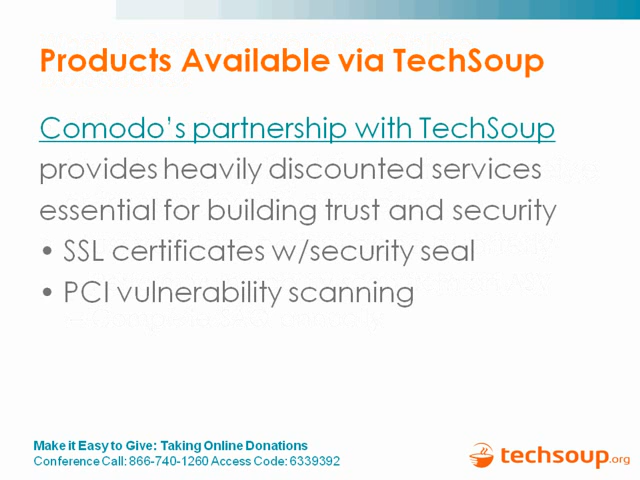 Products Available via TechSoup
Comodo's partnership with TechSoup
provides heavily discounted services
essential for building trust and security
• SSL certificates w/security seal
• PCI vulnerability scanning
Make it Easy to Give: Taking Online Donations
Conference Call: 866-740-1260 Access Code: 6339392
techsoup.org